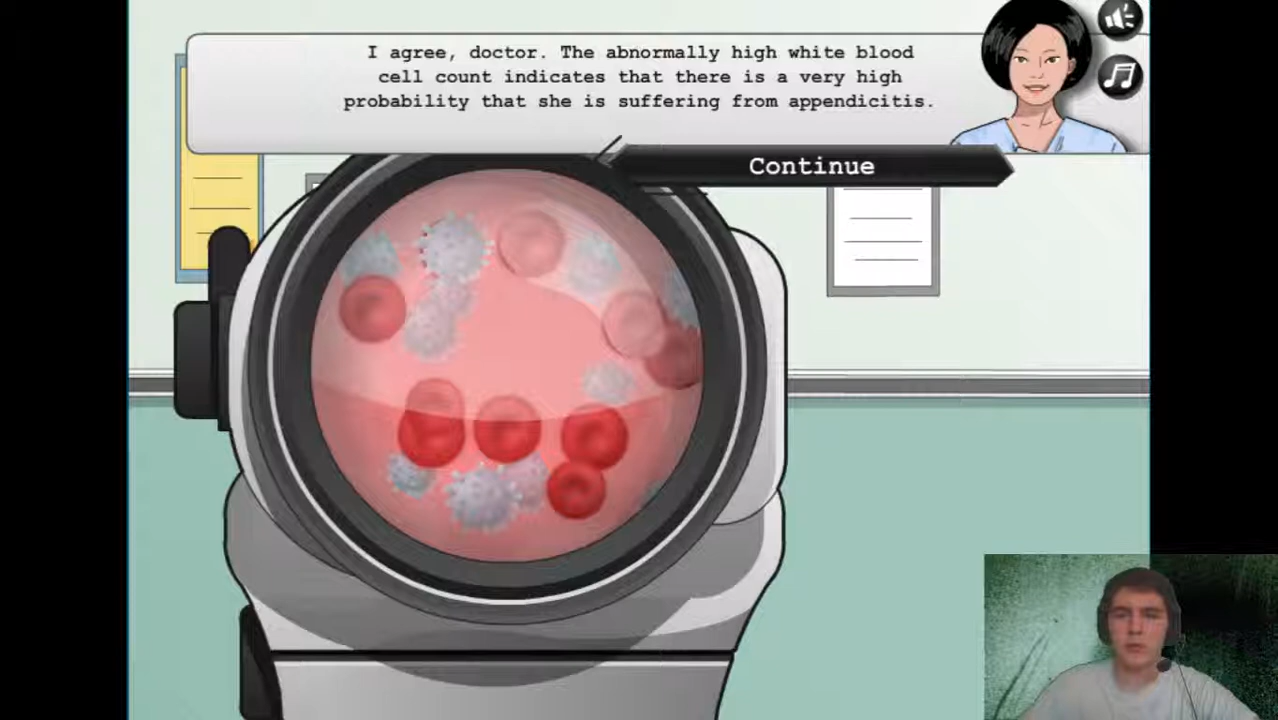 I agree, doctor. The abnormally high white blood
cell count indicates that there is a very high
probability that she is suffering from appendicitis.
Continue